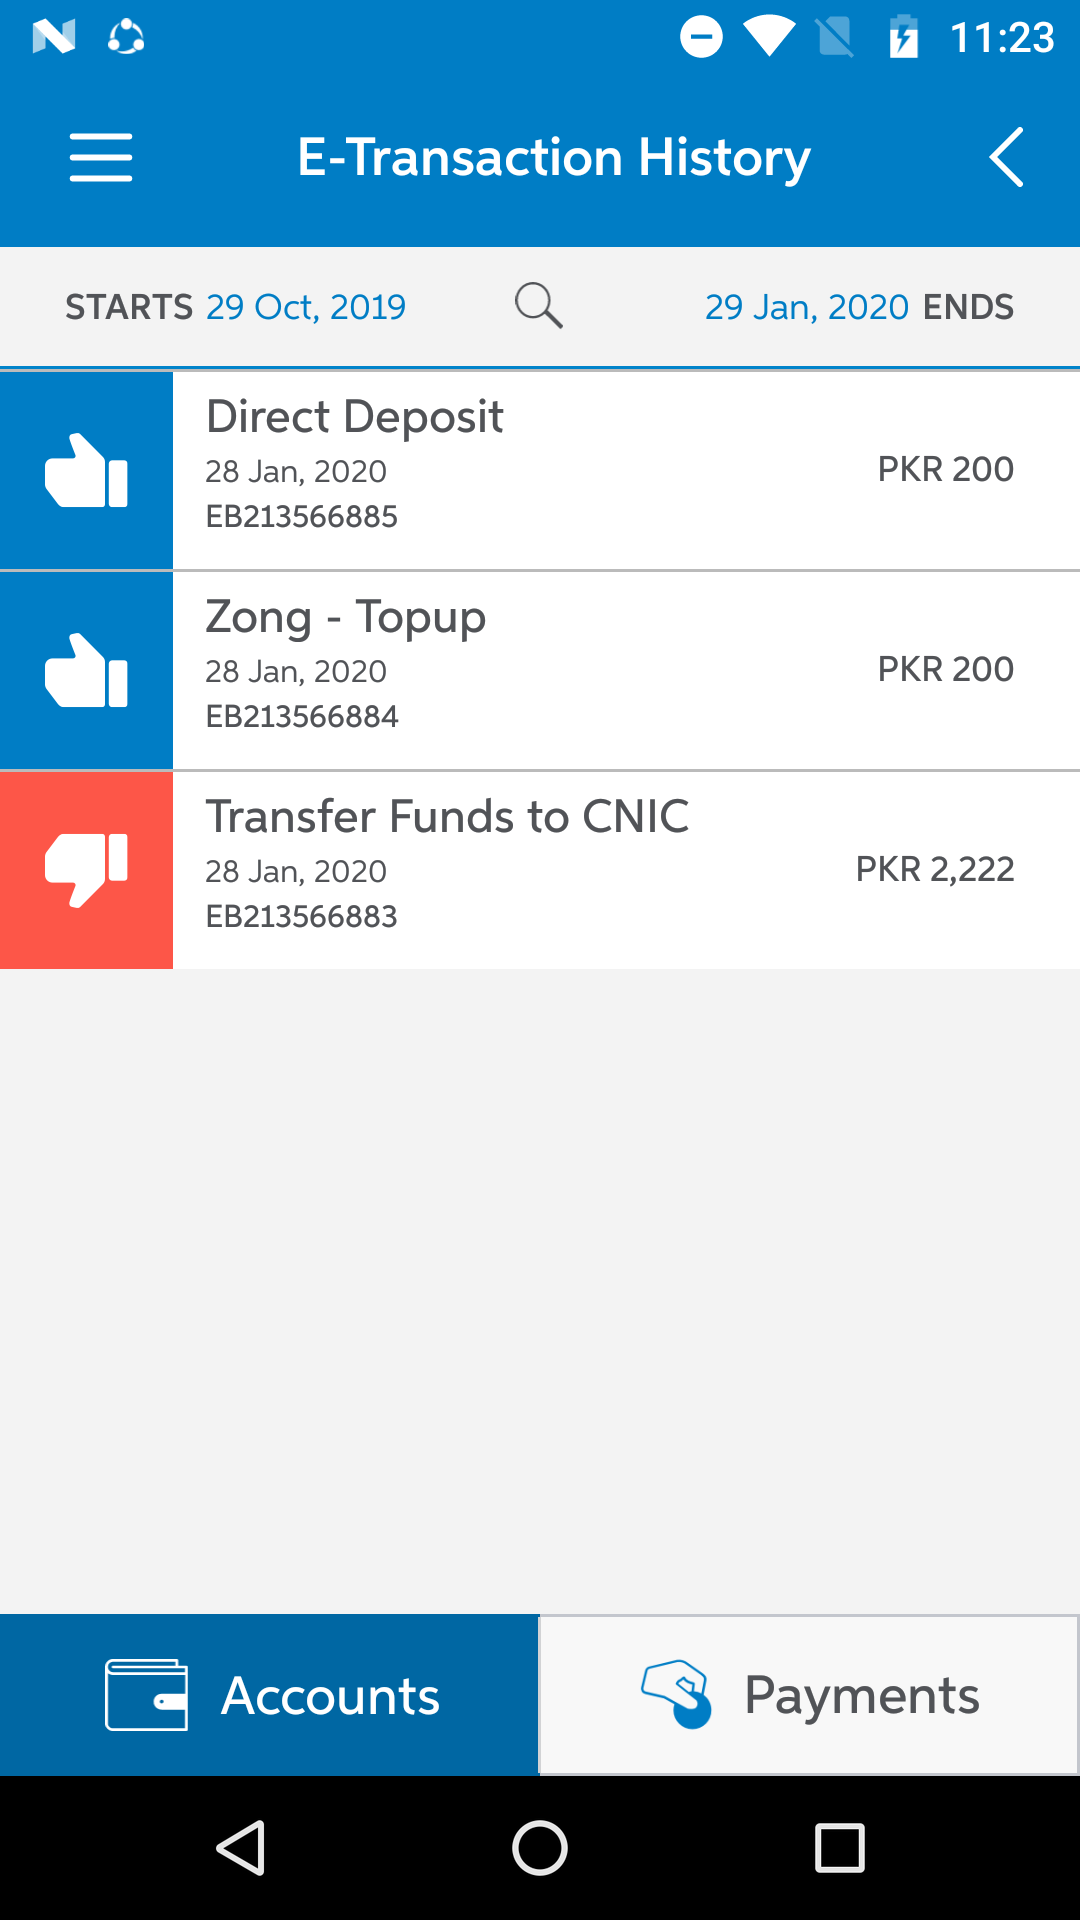 11:23
E-Transaction History
STARTS 29 Oct, 2019 29 Jan, 2020 ENDS
Direct Deposit
28 Jan, 2020
PKR 200
EB213566885
Zong - Topup
28 Jan, 2020
PKR 200
EB213566884
Transfer Funds to CNIC
28 Jan, 2020
PKR 2,222
EB213566883
Accounts
Payments